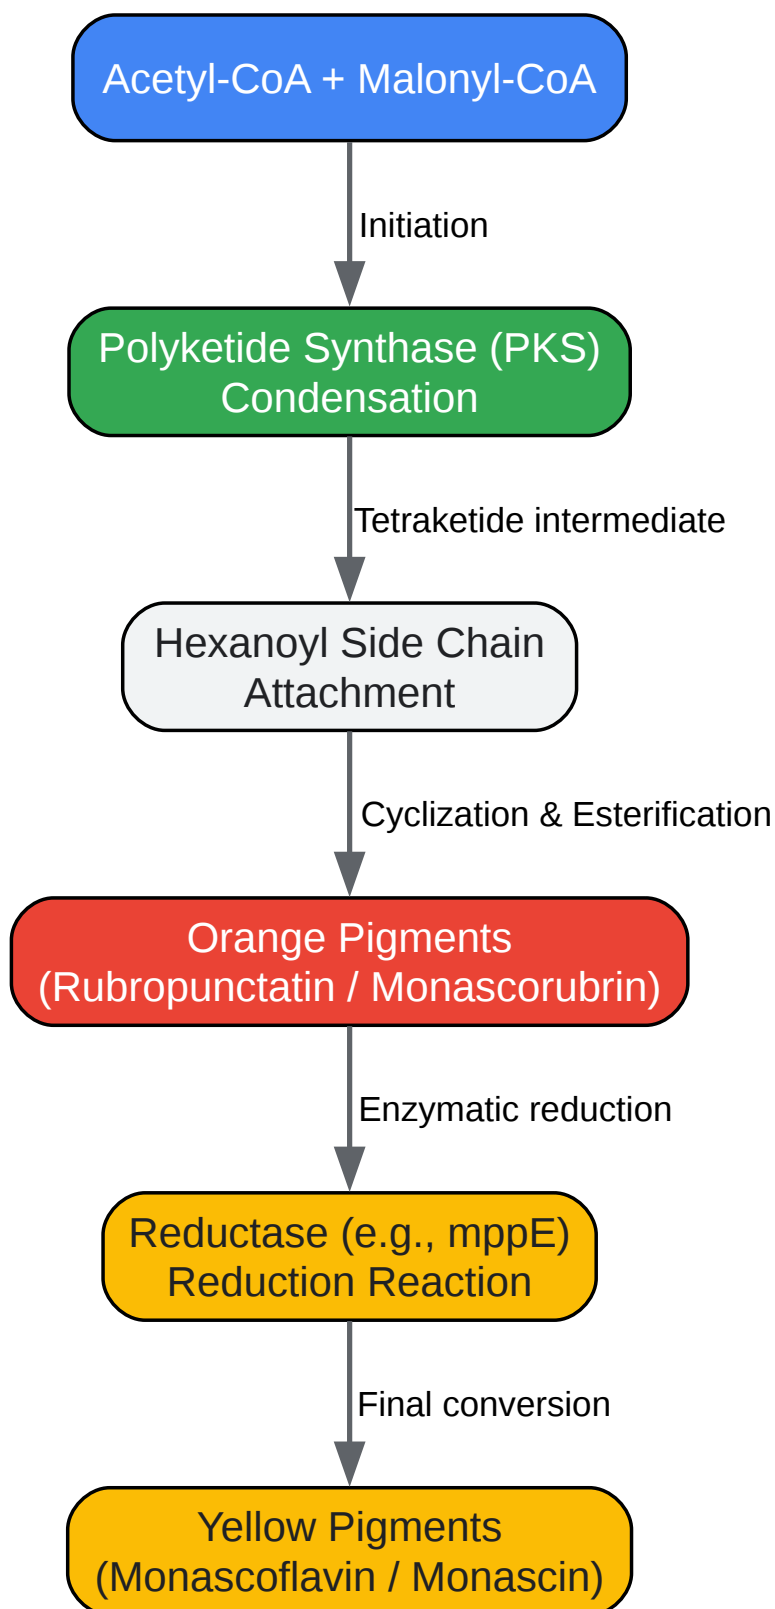 Acetyl-CoA + Malonyl-CoA
Initiation
Polyketide Synthase (PKS)
Condensation
Tetraketide intermediate
Hexanoyl Side Chain
Attachment
Cyclization & Esterification
Orange Pigments
(Rubropunctatin / Monascorubrin)
Enzymatic reduction
Reductase (e.g., mppE)
Reduction Reaction
Final conversion
Yellow Pigments
(Monascoflavin / Monascin)